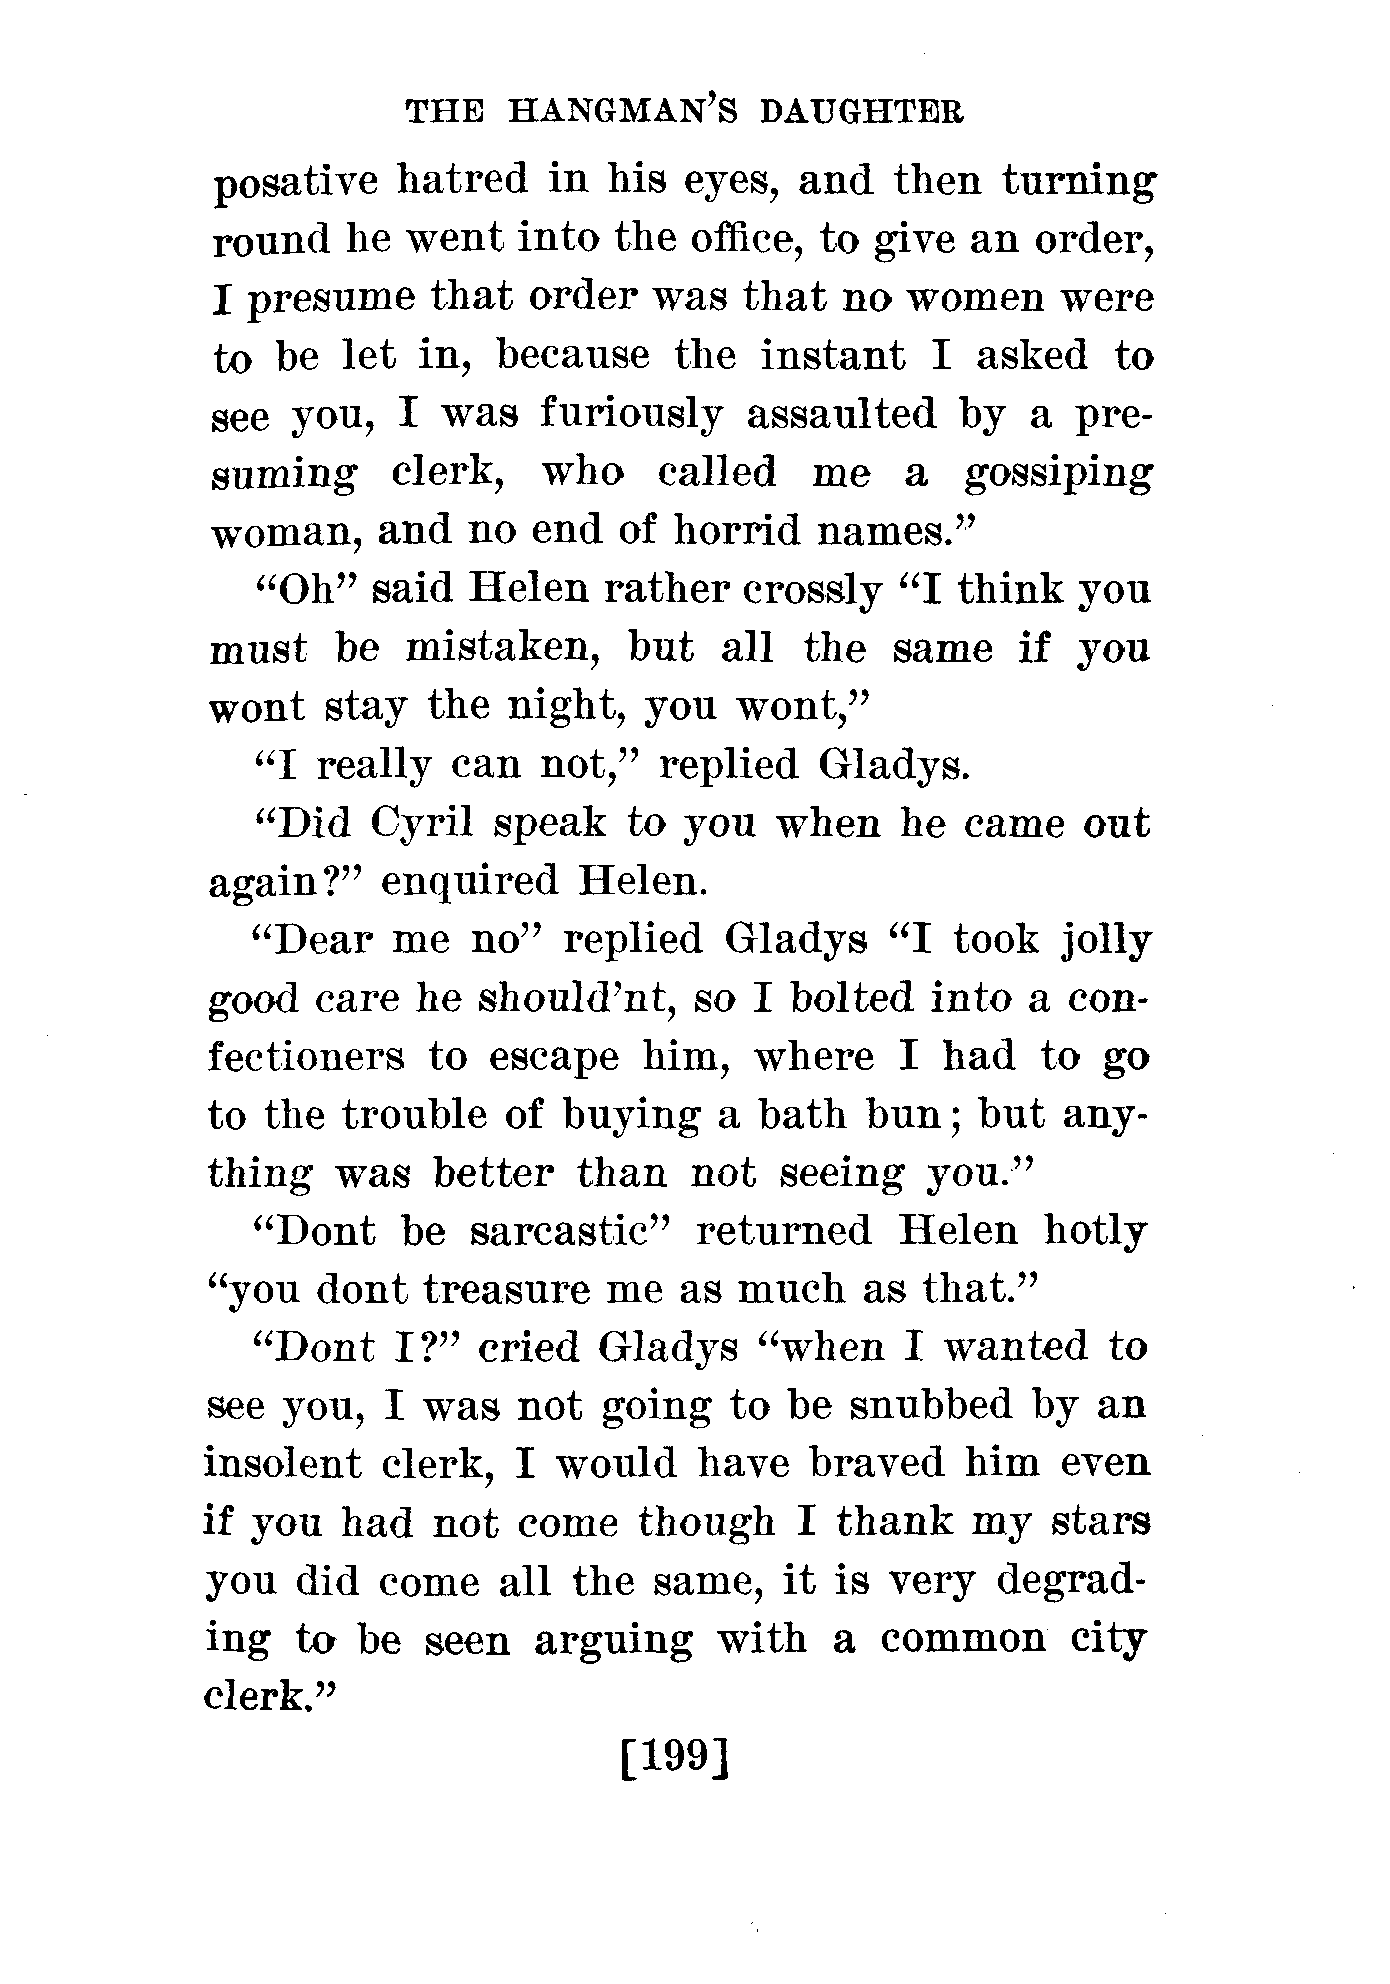 THE HANGMAN'S DAUGHTER
posative hatred in his eyes, and then turning
round he went into the office, to give an order,
I presume that order was that no women were
to be let in, because the instant I asked to
see you, I was furiously assaulted by a pre-
suming clerk, who called me a gossiping
woman, and no end of horrid names.”
“Oh” said Helen rather crossly “I think you
must be mistaken, but all the same if you
wont stay the night, you wont,”
“I really can not,” replied Gladys.
“Did Cyril speak to you when he came out
again?” enquired Helen.
“Dear me no” replied Gladys “I took jolly
good care he should’nt, so I bolted into a con-
fectioners to escape him, where I had to go
to the trouble of buying a bath bun; but any-
thing was better than not seeing you.”
“Dont be sarcastic” returned Helen hotly
“you dont treasure me as much as that.”
“Dont I?” cried Gladys “when I wanted to
see you, I was not going to be snubbed by an
insolent clerk, I would have braved him even
if you had not come though I thank my stars
you did come all the same, it is very degrad-
ing to be seen arguing with a common city
clerk.”
[199]